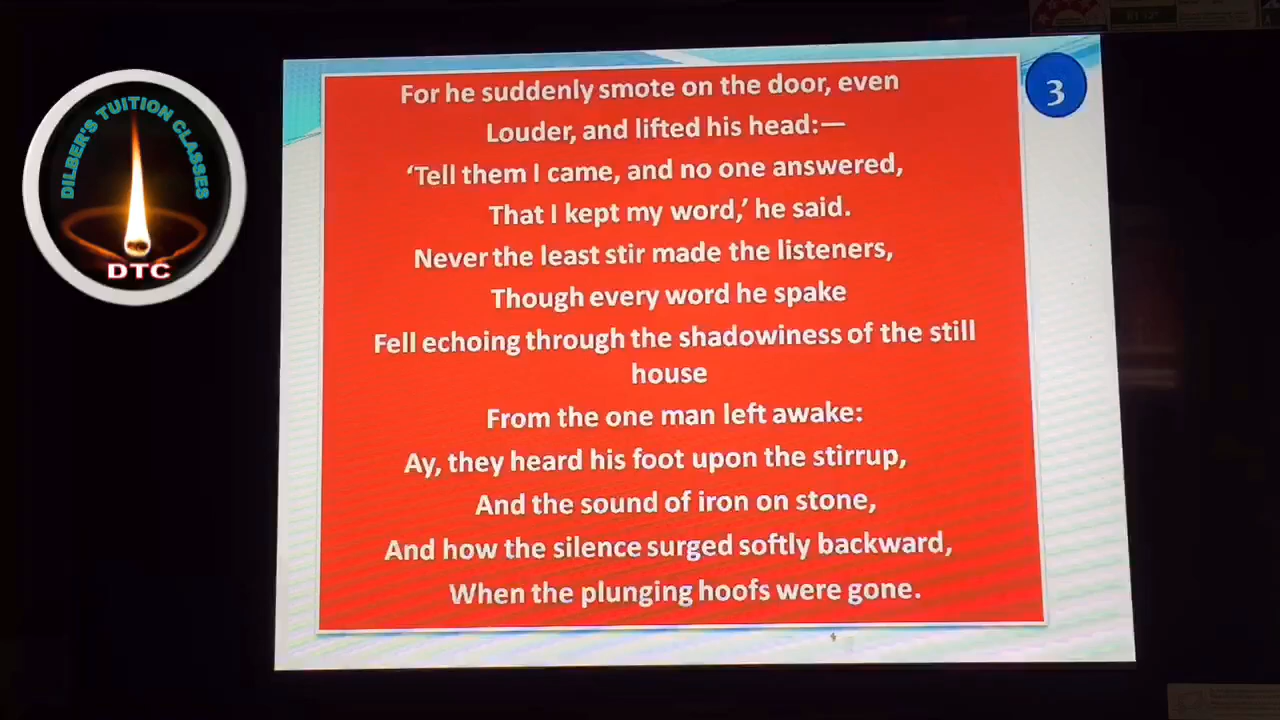 DILBER'S TUITION CLASSES
DTC
3
For he suddenly smote on the door, even
Louder, and lifted his head:—
‘Tell them I came, and no one answered,
That I kept my word,’ he said.
Never the least stir made the listeners,
Though every word he spake
Fell echoing through the shadowiness of the still
house
From the one man left awake:
Ay, they heard his foot upon the stirrup,
And the sound of iron on stone,
And how the silence surged softly backward,
When the plunging hoofs were gone.